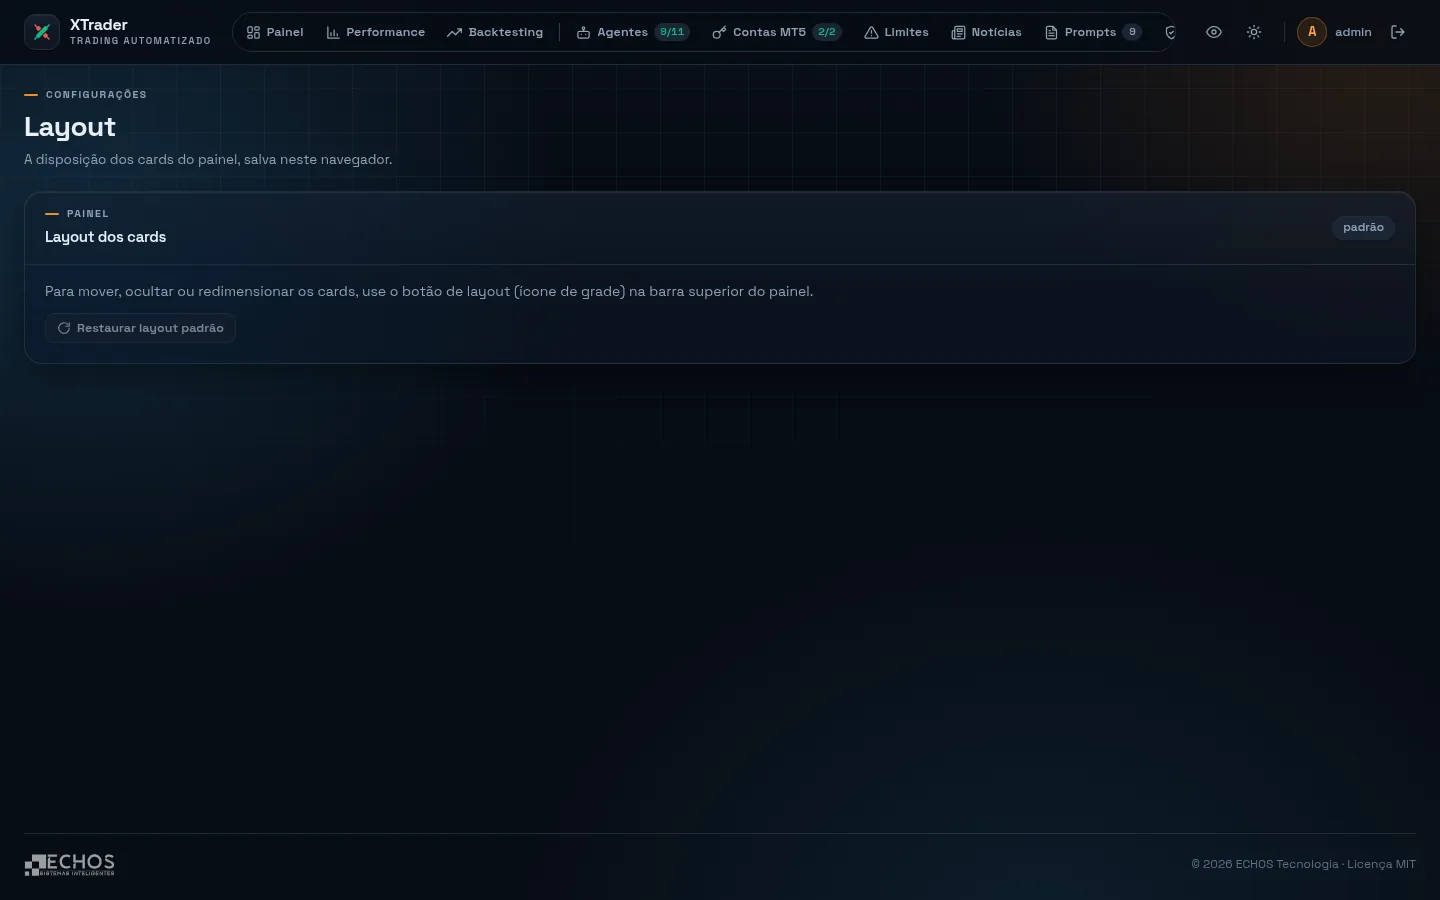 XTrader
TRADING AUTOMATIZADO
Painel
Performance
Backtesting
Agentes 9/11
Contas MT5 2/2
Limites
Notícias
Prompts 9
A admin
CONFIGURAÇÕES
Layout
A disposição dos cards do painel, salva neste navegador.
PAINEL
Layout dos cards
padrão
Para mover, ocultar ou redimensionar os cards, use o botão de layout (ícone de grade) na barra superior do painel.
Restaurar layout padrão
ECHOS
SISTEMAS INTELIGENTES
© 2026 ECHOS Tecnologia · Licença MIT